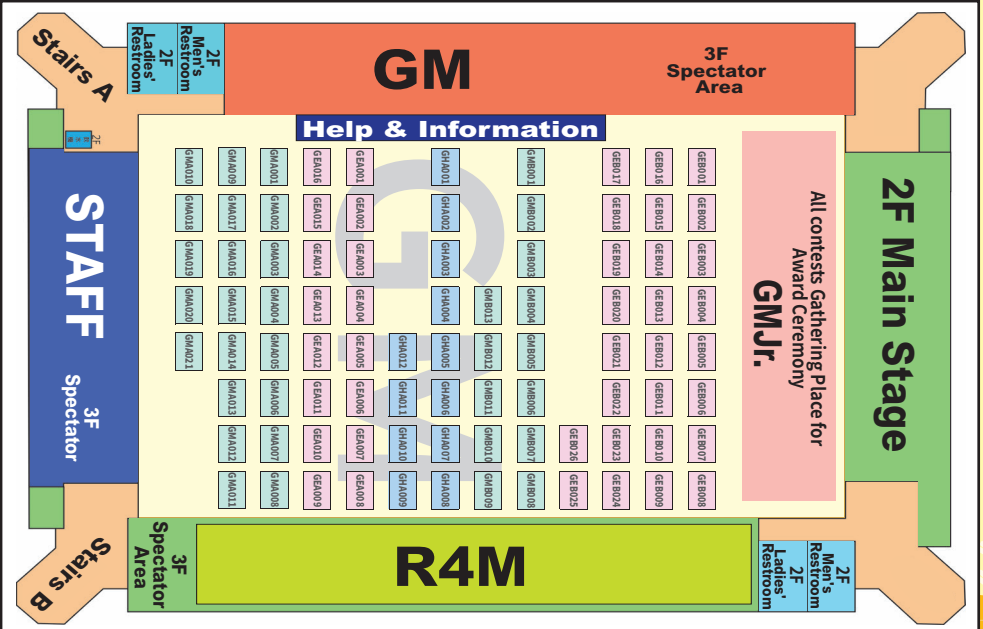 Stairs A
2F
Men's
Restroom
2F
Ladies'
Restroom
GM
3F
Spectator
Area
Help & Information
2F
STAFF
3F
Spectator
GMW
GMA010
GMA009
GMA001
GEA016
GEA001
GHA001
GMB001
GEB017
GEB016
GEB001
GMA018
GMA017
GMA002
GEA015
GEA002
GHA002
GMB002
GEB018
GEB015
GEB002
GMA019
GMA016
GMA003
GEA014
GEA003
GHA003
GMB003
GEB019
GEB014
GEB003
GMA020
GMA015
GMA004
GEA013
GEA004
GHA004
GMB013
GMB004
GEB020
GEB013
GEB004
GMA021
GMA014
GMA005
GEA012
GEA005
GHA012
GHA005
GMB012
GMB005
GEB021
GEB012
GEB005
GMA013
GMA006
GEA011
GEA006
GHA011
GHA006
GMB011
GMB006
GEB022
GEB011
GEB006
GMA012
GMA007
GEA010
GEA007
GHA010
GHA007
GMB010
GMB007
GEB026
GEB023
GEB010
GEB007
GMA011
GMA008
GEA009
GEA008
GHA009
GHA008
GMB009
GMB008
GEB025
GEB024
GEB009
GEB008
All contests Gathering Place for
Award Ceremony
GMJr.
2F Main Stage
Stairs B
3F
Spectator
Area
R4M
2F
Men's
Restroom
2F
Ladies'
Restroom